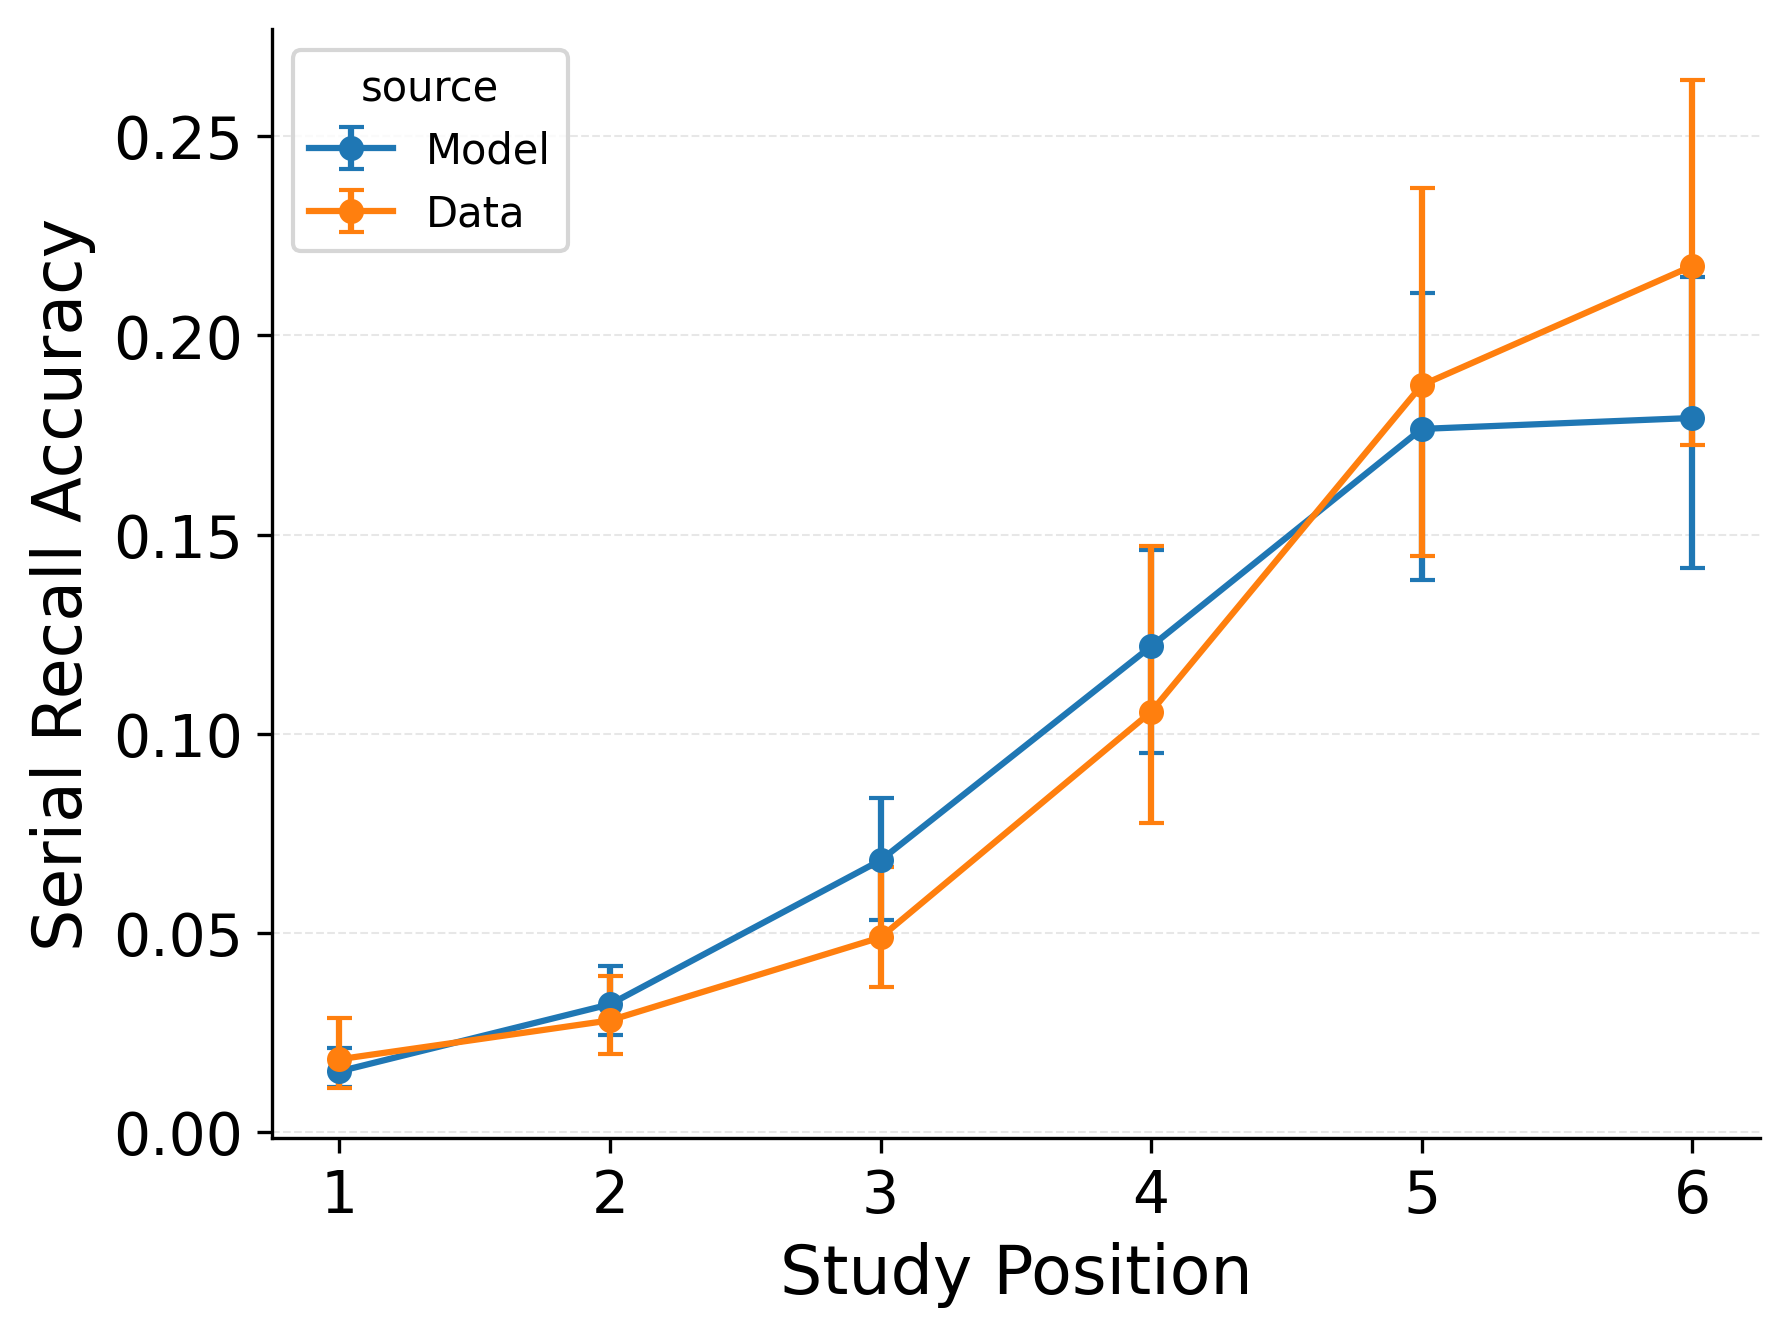 source
Model
Data
0.25
0.20
0.15
0.10
0.05
0.00
Serial Recall Accuracy
1 2 3 4 5 6
Study Position